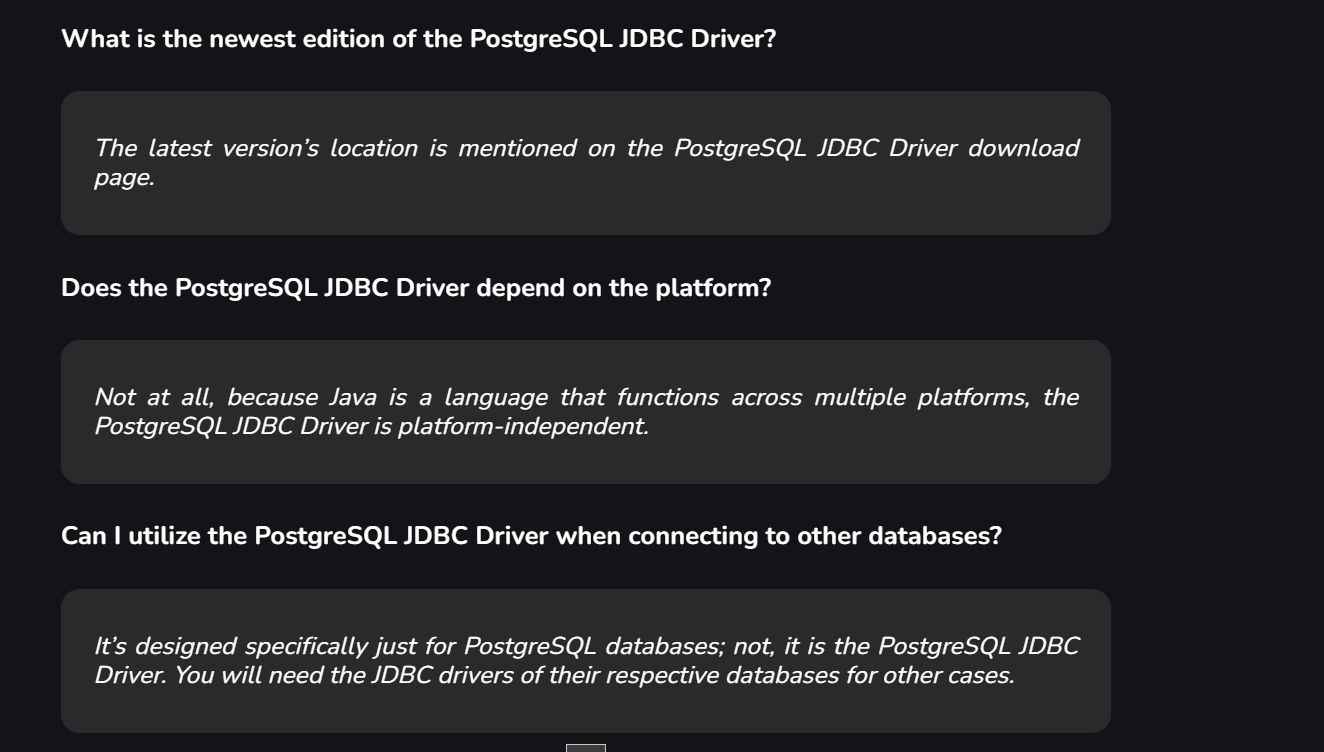 What is the newest edition of the PostgreSQL JDBC Driver?
The latest version’s location is mentioned on the PostgreSQL JDBC Driver download
page.
Does the PostgreSQL JDBC Driver depend on the platform?
Not at all, because Java is a language that functions across multiple platforms, the
PostgreSQL JDBC Driver is platform-independent.
Can I utilize the PostgreSQL JDBC Driver when connecting to other databases?
It’s designed specifically just for PostgreSQL databases; not, it is the PostgreSQL JDBC
Driver. You will need the JDBC drivers of their respective databases for other cases.